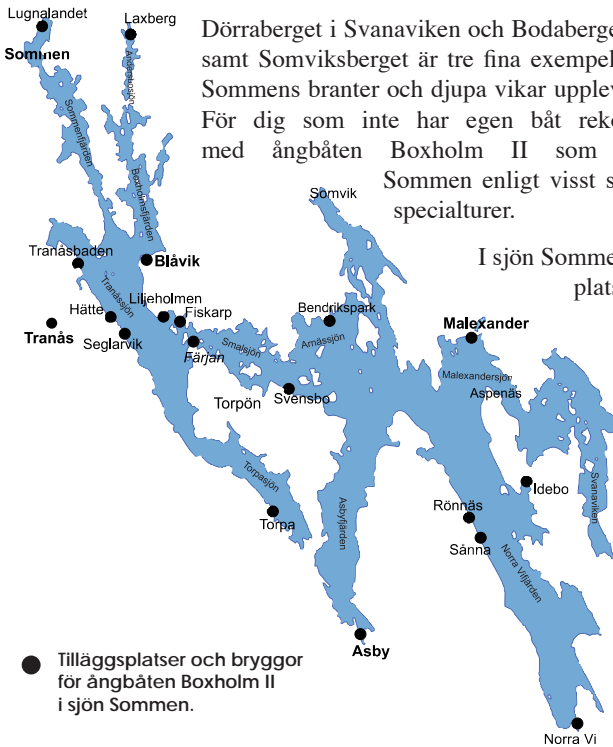 Dörraberget i Svanaviken och Bodaberge
samt Somviksberget är tre fina exempel
Sommens branter och djupa vikar upplev
För dig som inte har egen båt reko
med ångbåten Boxholm II som
Sommen enligt visst s
specialturer.
I sjön Somme
plats
Lugnalandet
Laxberg
Sommen
Anderbosjön
Sommenfjärden
Boxholmsfjärden
Somvik
Tranåsbaden
Blåvik
Tranåssjön
Liljeholmen
Hätte
Fiskarp
Bendrikspark
Malexander
Tranås
Seglarvik
Färjan
Smalsjön
Arnässjön
Malexandersjön
Aspenäs
Torpön
Svensbo
Svanaviken
Torpasjön
Idebo
Asbyfjärden
Rönnäs
Torpa
Sånna
Norra Vifjärden
Asby
Tilläggsplatser och bryggor
för ångbåten Boxholm II
i sjön Sommen.
Norra Vi